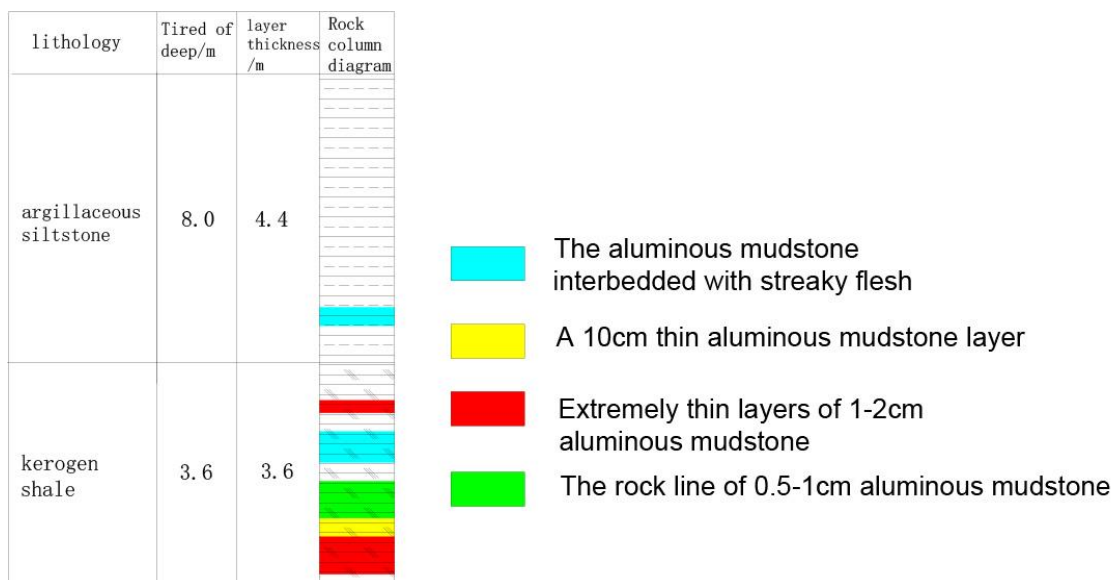 lithology
Tired of
deep/m
layer
thickness
/m
Rock
column
diagram
argillaceous
siltstone
8.0
4.4
kerogen
shale
3.6
3.6
The aluminous mudstone
interbedded with streaky flesh
A 10cm thin aluminous mudstone layer
Extremely thin layers of 1-2cm
aluminous mudstone
The rock line of 0.5-1cm aluminous mudstone